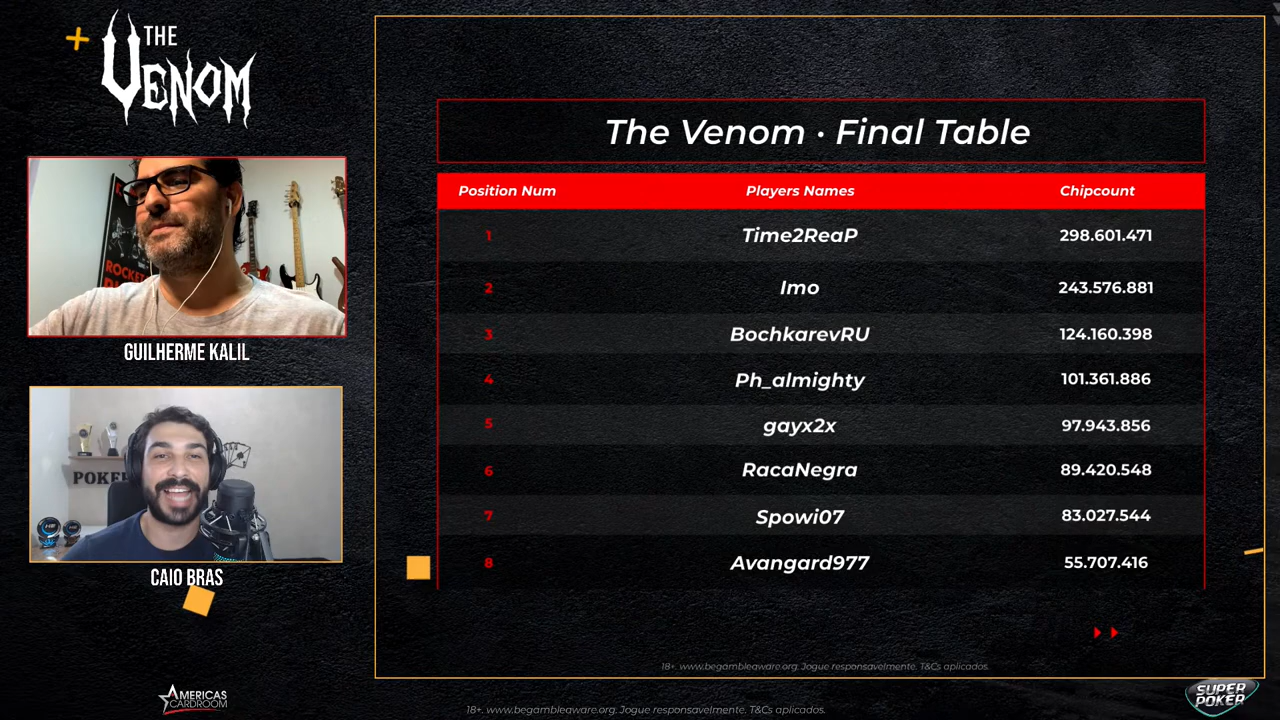 THE
VENOM
ROCKET
POKE
GUILHERME KALIL
CAIO BRAS
The Venom · Final Table
Position Num Players Names Chipcount
1 Time2ReaP 298.601.471
2 Imo 243.576.881
3 BochkarevRU 124.160.398
4 Ph_almighty 101.361.886
5 gayx2x 97.943.856
6 RacaNegra 89.420.548
7 Spowi07 83.027.544
8 Avangard977 55.707.416
18+. www.begambleaware.org. Jogue responsavelmente. T&Cs aplicados.
AMERICAS
CARDROOM
18+. www.begambleaware.org. Jogue responsavelmente. T&Cs aplicados.
SUPER
POKER